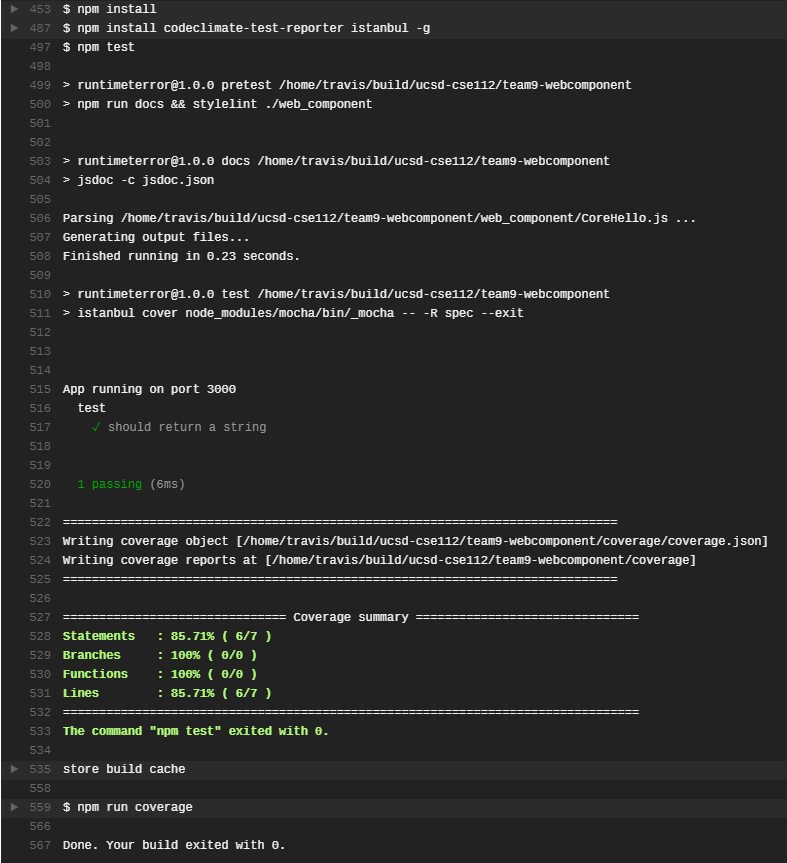 453 $ npm install
487 $ npm install codeclimate-test-reporter istanbul -g
497 $ npm test
498
499 > runtimeterror@1.0.0 pretest /home/travis/build/ucsd-cse112/team9-webcomponent
500 > npm run docs && stylelint ./web_component
501
502
503 > runtimeterror@1.0.0 docs /home/travis/build/ucsd-cse112/team9-webcomponent
504 > jsdoc -c jsdoc.json
505
506 Parsing /home/travis/build/ucsd-cse112/team9-webcomponent/web_component/CoreHello.js ...
507 Generating output files...
508 Finished running in 0.23 seconds.
509
510 > runtimeterror@1.0.0 test /home/travis/build/ucsd-cse112/team9-webcomponent
511 > istanbul cover node_modules/mocha/bin/_mocha -- -R spec --exit
512
513
514
515 App running on port 3000
516   test
517     ✓ should return a string
518
519
520   1 passing (6ms)
521
522 =============================================================================
523 Writing coverage object [/home/travis/build/ucsd-cse112/team9-webcomponent/coverage/coverage.json]
524 Writing coverage reports at [/home/travis/build/ucsd-cse112/team9-webcomponent/coverage]
525 =============================================================================
526
527 =============================== Coverage summary ===============================
528 Statements   : 85.71% ( 6/7 )
529 Branches     : 100% ( 0/0 )
530 Functions    : 100% ( 0/0 )
531 Lines        : 85.71% ( 6/7 )
532 ================================================================================
533 The command "npm test" exited with 0.
534
535 store build cache
558
559 $ npm run coverage
566
567 Done. Your build exited with 0.